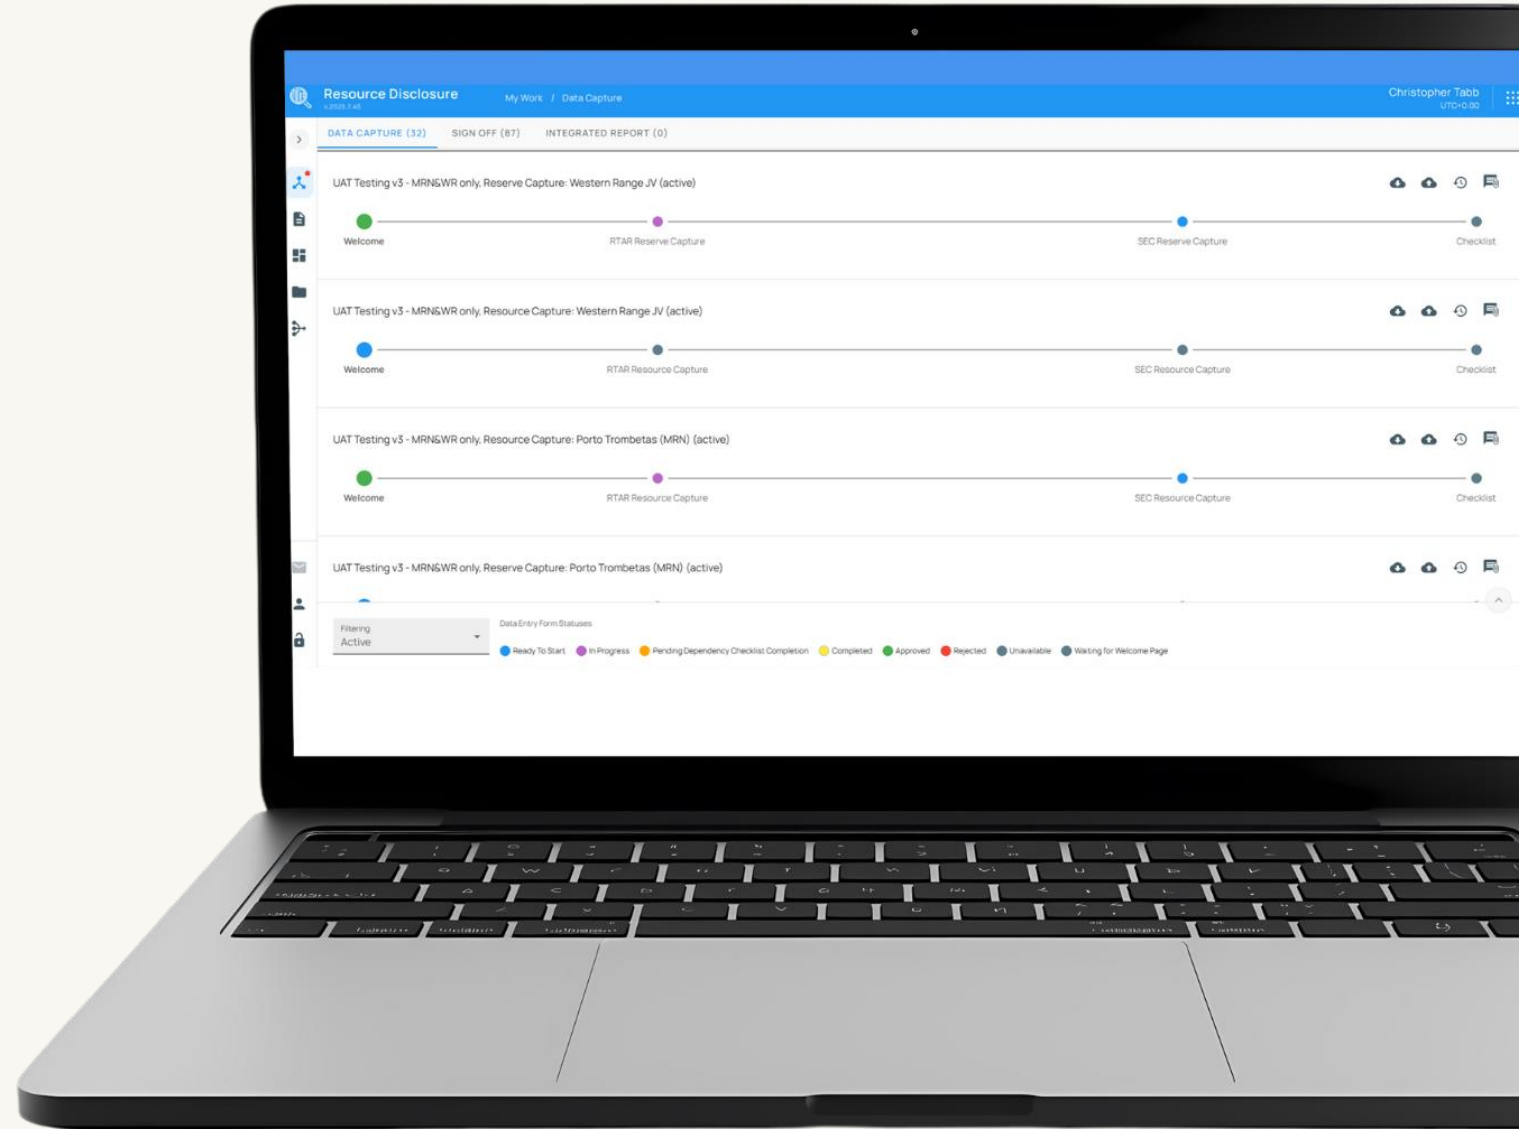 Resource Disclosure
v.2025.7.45
My Work / Data Capture
Christopher Tabb
UTC+0:00
DATA CAPTURE (32) SIGN OFF (87) INTEGRATED REPORT (0)
UAT Testing v3 - MRN&WR only, Reserve Capture: Western Range JV (active)
Welcome RTAR Reserve Capture SEC Reserve Capture Checklist
UAT Testing v3 - MRN&WR only, Resource Capture: Western Range JV (active)
Welcome RTAR Resource Capture SEC Resource Capture Checklist
UAT Testing v3 - MRN&WR only, Resource Capture: Porto Trombetas (MRN) (active)
Welcome RTAR Resource Capture SEC Resource Capture Checklist
UAT Testing v3 - MRN&WR only, Reserve Capture: Porto Trombetas (MRN) (active)
Filtering
Active
Data Entry Form Statuses
Ready To Start In Progress Pending Dependency Checklist Completion Completed Approved Rejected Unavailable Waiting for Welcome Page